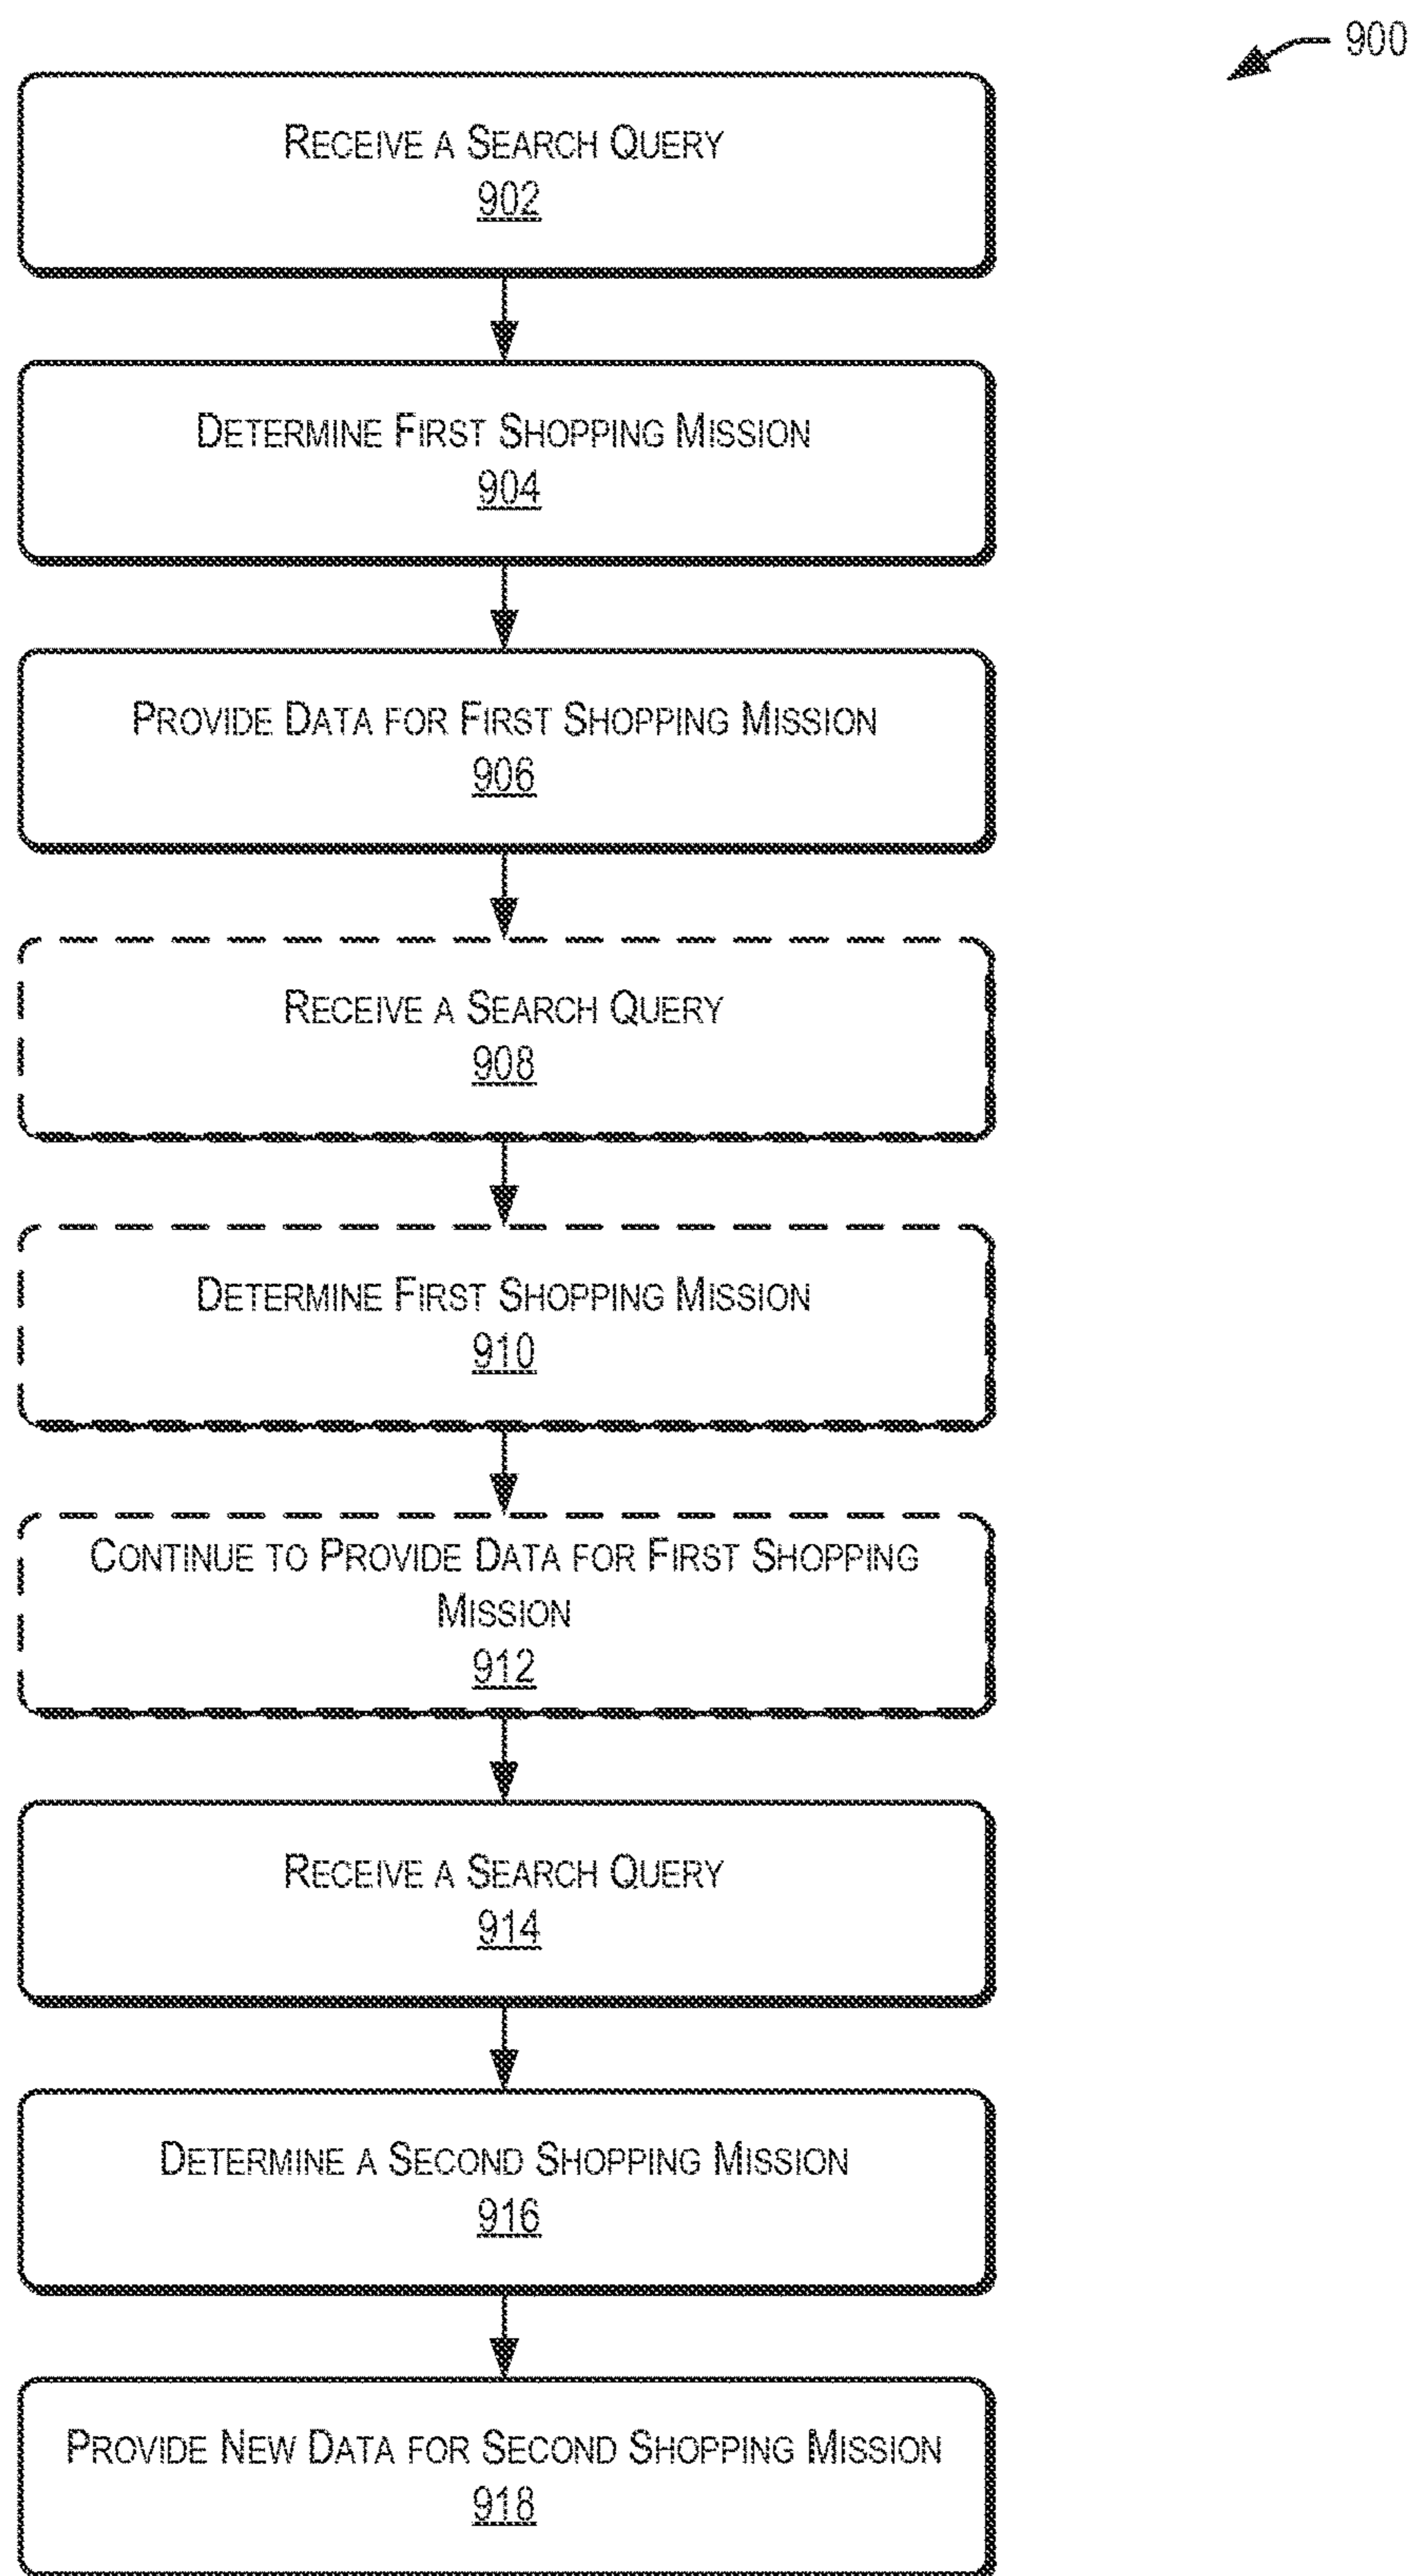 900
RECEIVE A SEARCH QUERY
902
DETERMINE FIRST SHOPPING MISSION
904
PROVIDE DATA FOR FIRST SHOPPING MISSION
906
RECEIVE A SEARCH QUERY
908
DETERMINE FIRST SHOPPING MISSION
910
CONTINUE TO PROVIDE DATA FOR FIRST SHOPPING
MISSION
912
RECEIVE A SEARCH QUERY
914
DETERMINE A SECOND SHOPPING MISSION
916
PROVIDE NEW DATA FOR SECOND SHOPPING MISSION
918